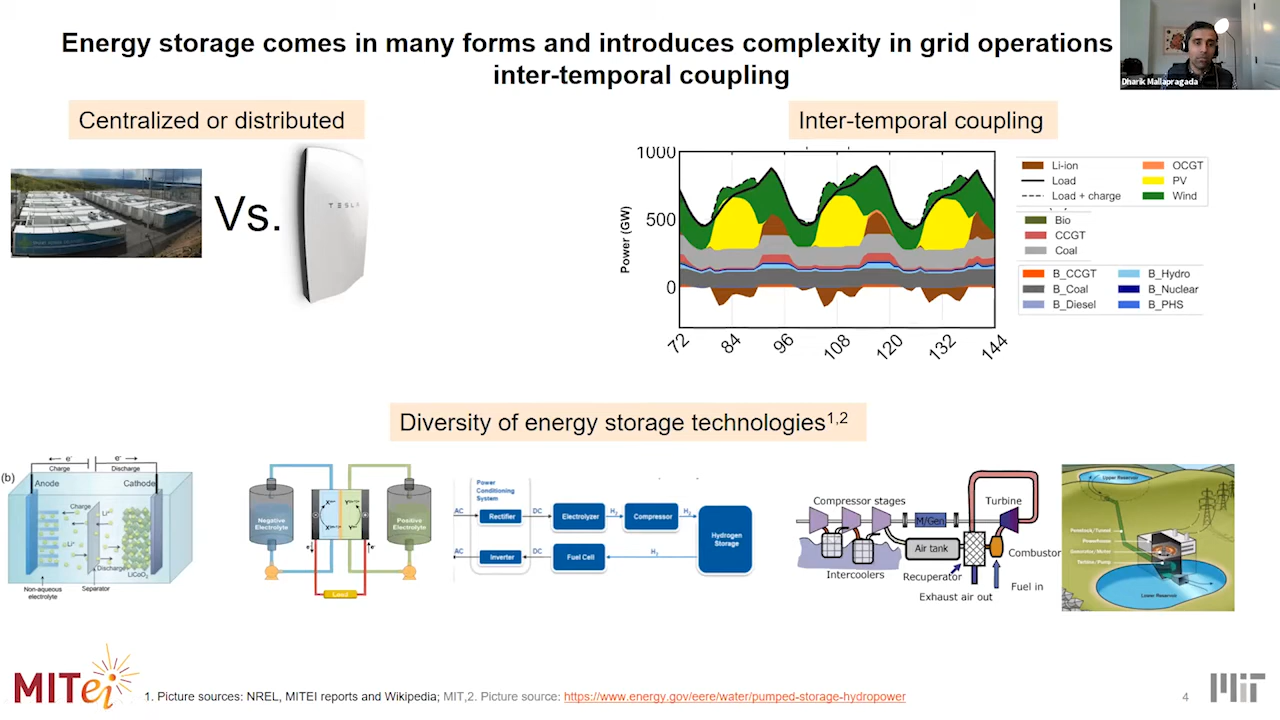 Energy storage comes in many forms and introduces complexity in grid operations
inter-temporal coupling
Dharik Mallapragada
Centralized or distributed
Vs.
TESLA
Inter-temporal coupling
1000
500
0
Power (GW)
72
84
96
108
120
132
144
Li-ion
OCGT
Load
PV
Load + charge
Wind
Bio
CCGT
Coal
B_CCGT
B_Hydro
B_Coal
B_Nuclear
B_Diesel
B_PHS
Diversity of energy storage technologies1,2
(b)
e-
e-
Charge
Discharge
Anode
Cathode
Charge
Li+
Li+
Discharge
LiCoO2
Non-aqueous
electrolyte
Separator
Negative
Electrolyte
Positive
Electrolyte
e-
e-
Load
Power
Conditioning
System
AC
Rectifier
DC
Electrolyzer
H2
Compressor
H2
Hydrogen
Storage
AC
Inverter
DC
Fuel Cell
H2
Compressor stages
Turbine
M/Gen
Air tank
Combustor
Intercoolers
Recuperator
Fuel in
Exhaust air out
Upper Reservoir
Penstock/Tunnel
Powerhouse
Generator/Motor
Turbine/Pump
Lower Reservoir
MITei
1. Picture sources: NREL, MITEI reports and Wikipedia; MIT,2. Picture source: https://www.energy.gov/eere/water/pumped-storage-hydropower
4
MIT